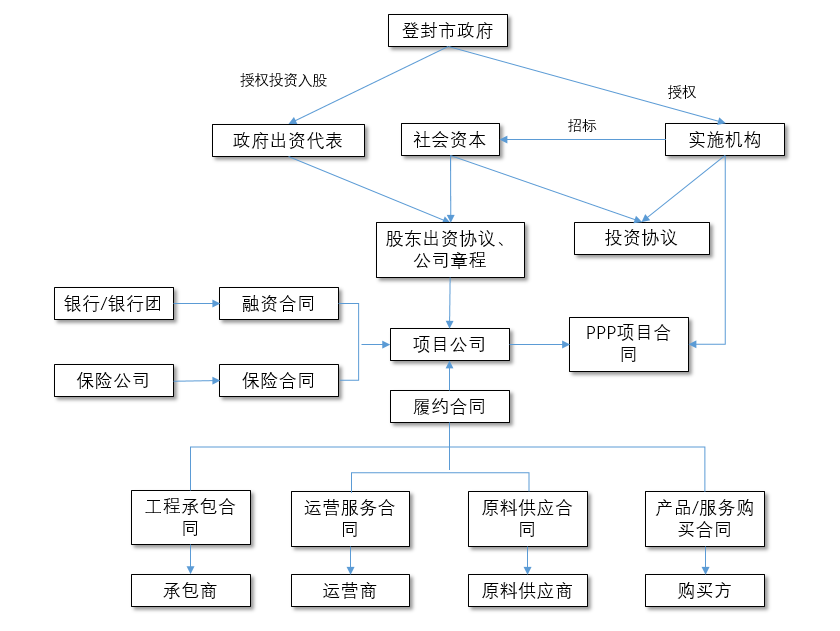 登封市政府
授权投资入股
授权
政府出资代表
社会资本
招标
实施机构
股东出资协议、
公司章程
投资协议
银行/银行团
融资合同
项目公司
PPP项目合
同
保险公司
保险合同
履约合同
工程承包合
同
运营服务合
同
原料供应合
同
产品/服务购
买合同
承包商
运营商
原料供应商
购买方